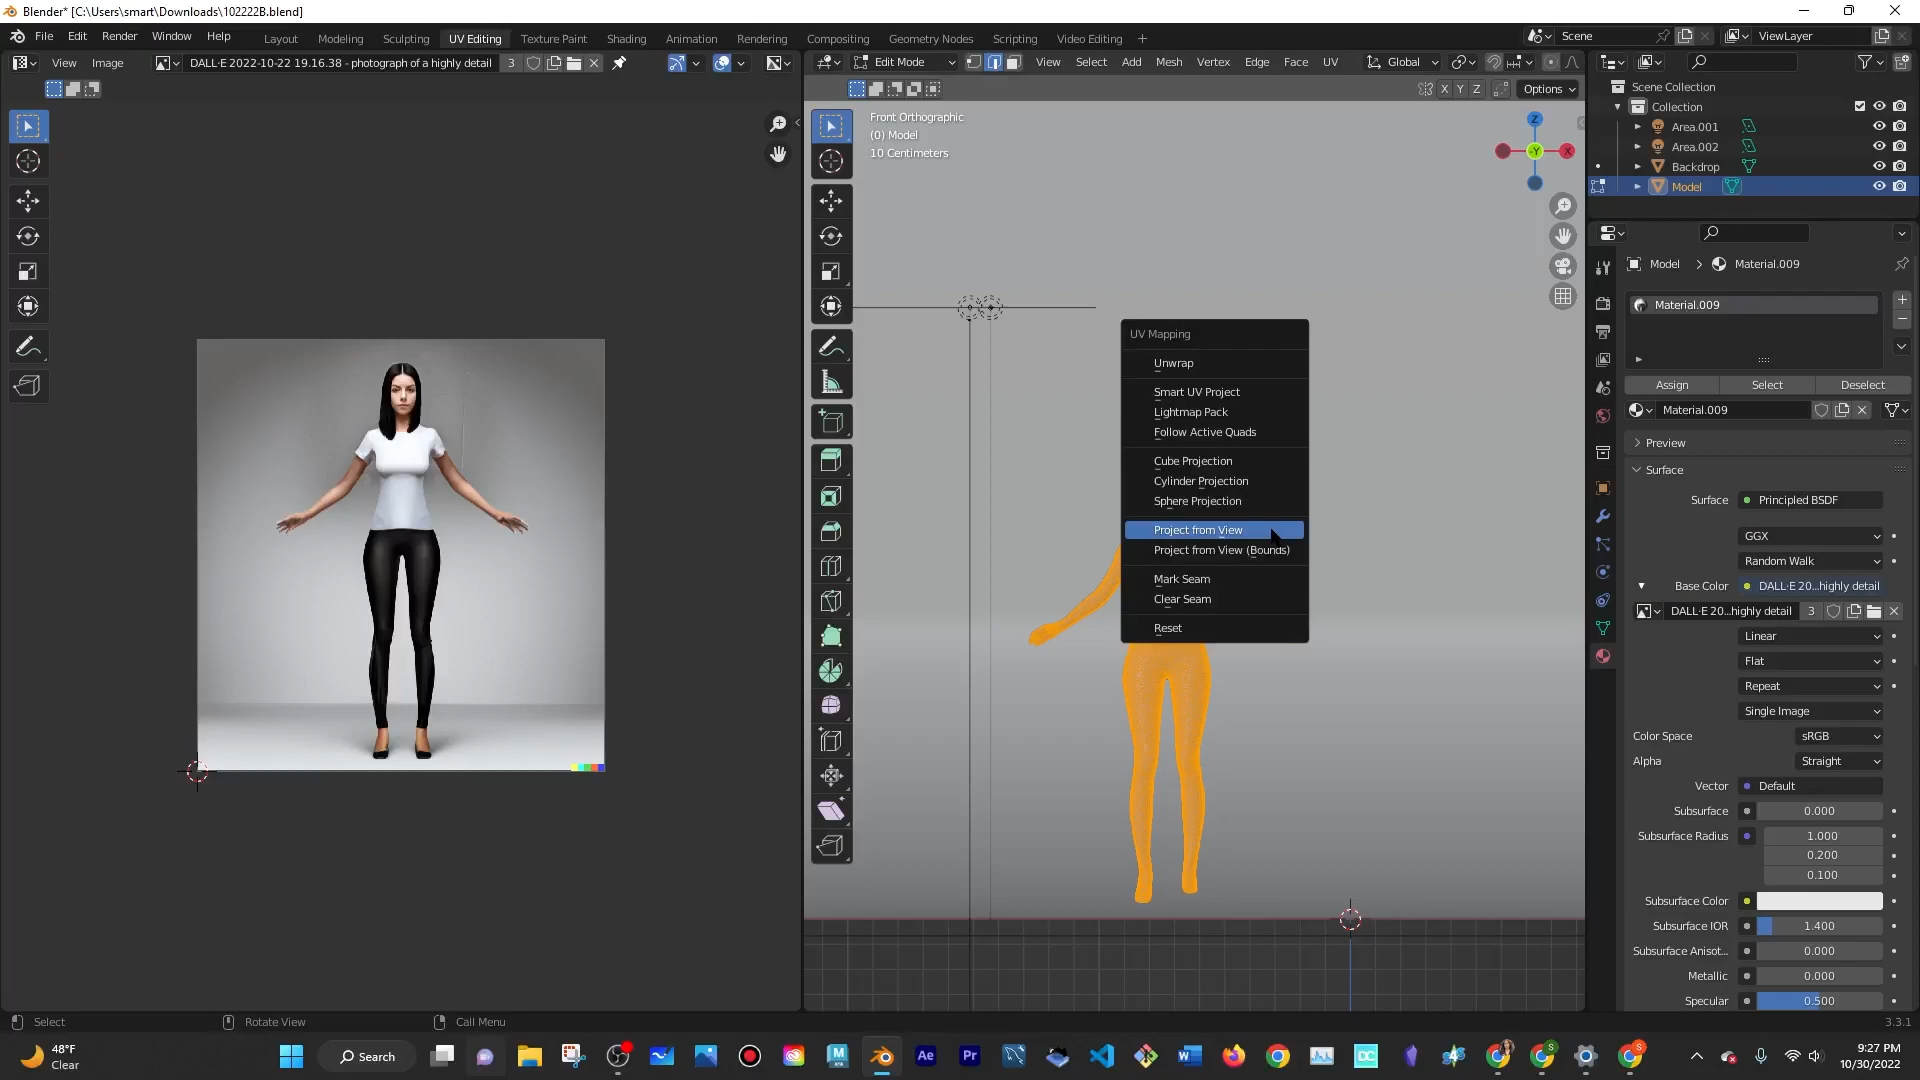 Blender* [C:\Users\smart\Downloads\102222B.blend]
File Edit Render Window Help
Layout Modeling Sculpting UV Editing Texture Paint Shading Animation Rendering Compositing Geometry Nodes Scripting Video Editing +
Scene
ViewLayer
View Image
DALL·E 2022-10-22 19.16.38 - photograph of a highly detail
3
Edit Mode
View Select Add Mesh Vertex Edge Face UV
Global
X Y Z
Options
Front Orthographic
(0) Model
10 Centimeters
Z
-Y
X
UV Mapping
Unwrap
Smart UV Project
Lightmap Pack
Follow Active Quads
Cube Projection
Cylinder Projection
Sphere Projection
Project from View
Project from View (Bounds)
Mark Seam
Clear Seam
Reset
Scene Collection
Collection
Area.001
Area.002
Backdrop
Model
Model > Material.009
Material.009
Assign Select Deselect
Material.009
Preview
Surface
Surface Principled BSDF
GGX
Random Walk
Base Color DALL·E 20...highly detail
DALL·E 20...highly detail 3
Linear
Flat
Repeat
Single Image
Color Space sRGB
Alpha Straight
Vector Default
Subsurface 0.000
Subsurface Radius 1.000
0.200
0.100
Subsurface Color
Subsurface IOR 1.400
Subsurface Anisot... 0.000
Metallic 0.000
Specular 0.500
Select Rotate View Call Menu
3.3.1
48°F
Clear
Search
Ae
Pr
DC
9:27 PM
10/30/2022